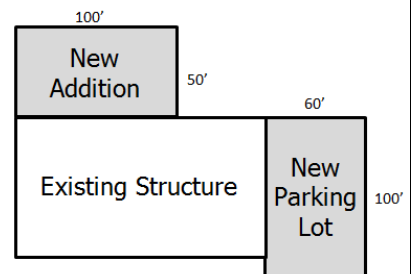 100′
New
Addition
50′
60′
Existing Structure
New
Parking
Lot
100′